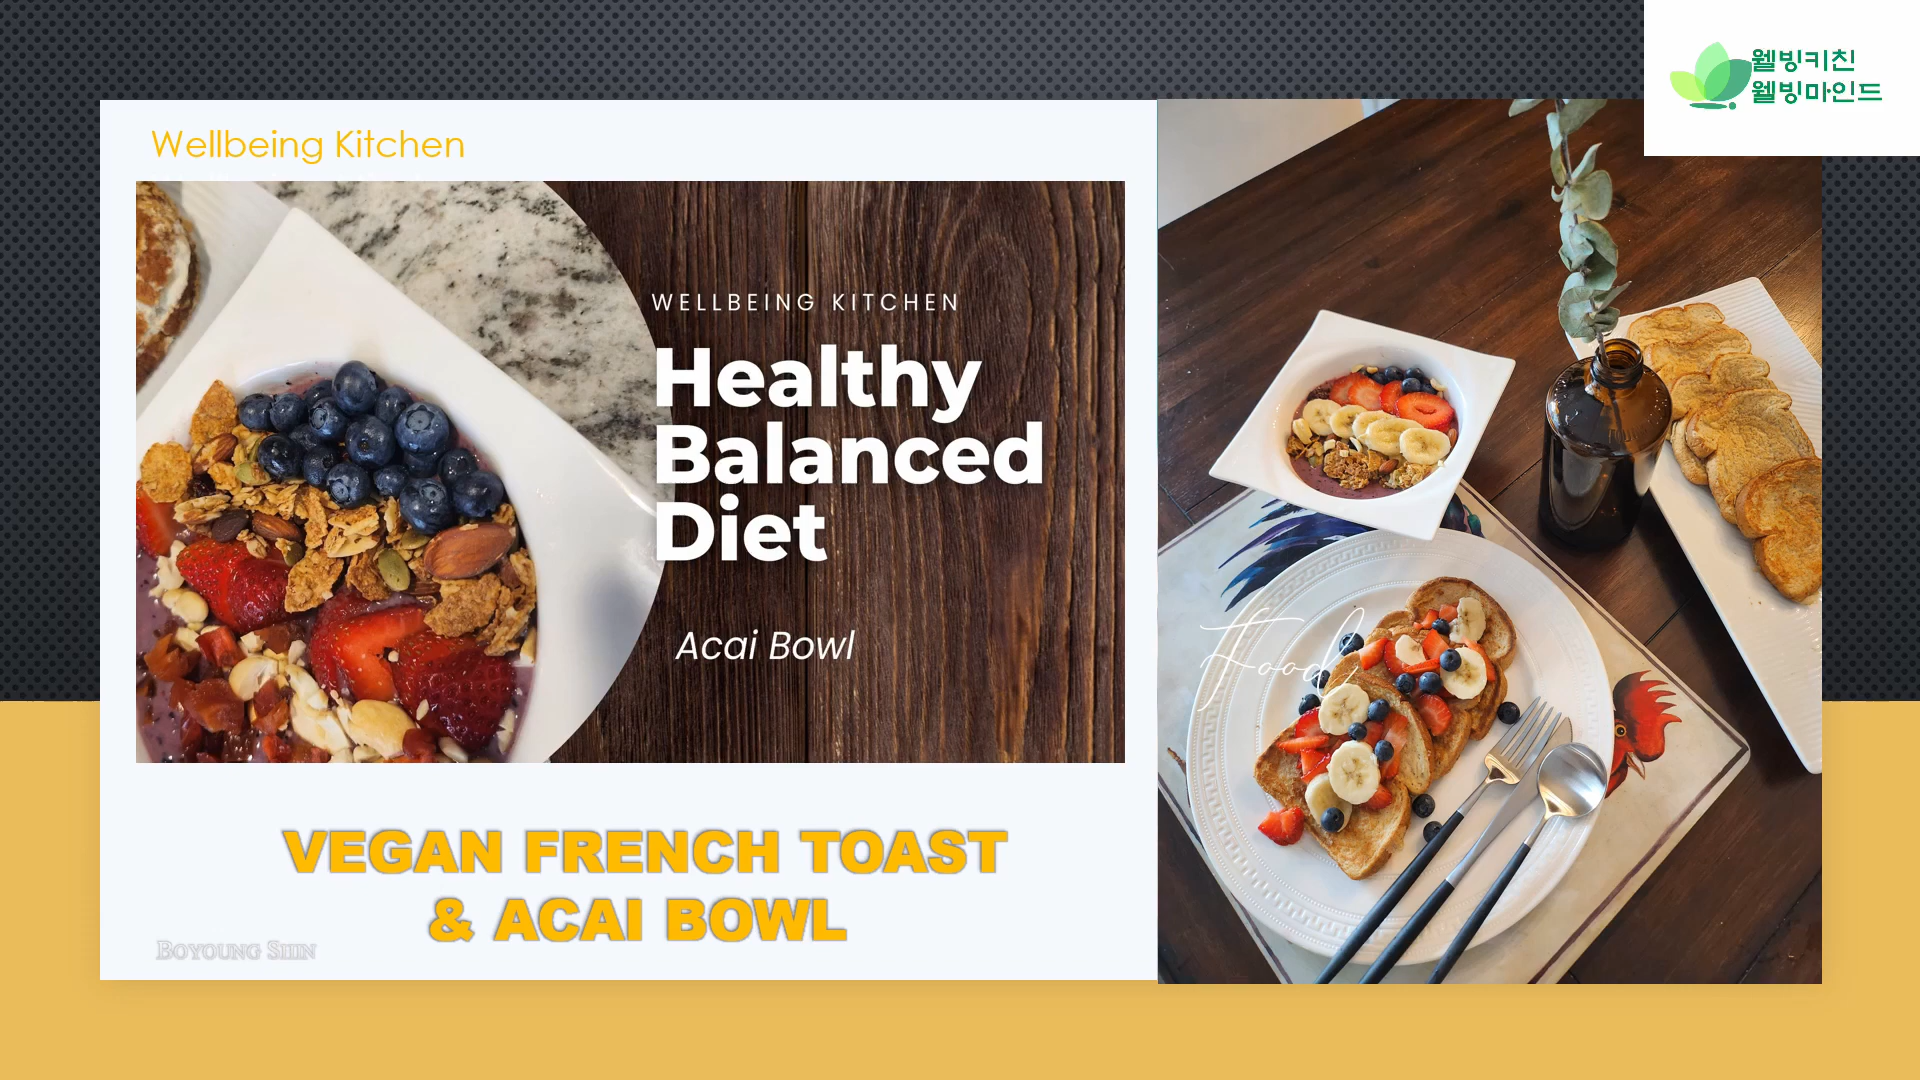 웰빙키친
웰빙마인드
Wellbeing Kitchen
WELLBEING KITCHEN
Healthy
Balanced
Diet
Acai Bowl
Food
VEGAN FRENCH TOAST
& ACAI BOWL
BOYOUNG SHIN